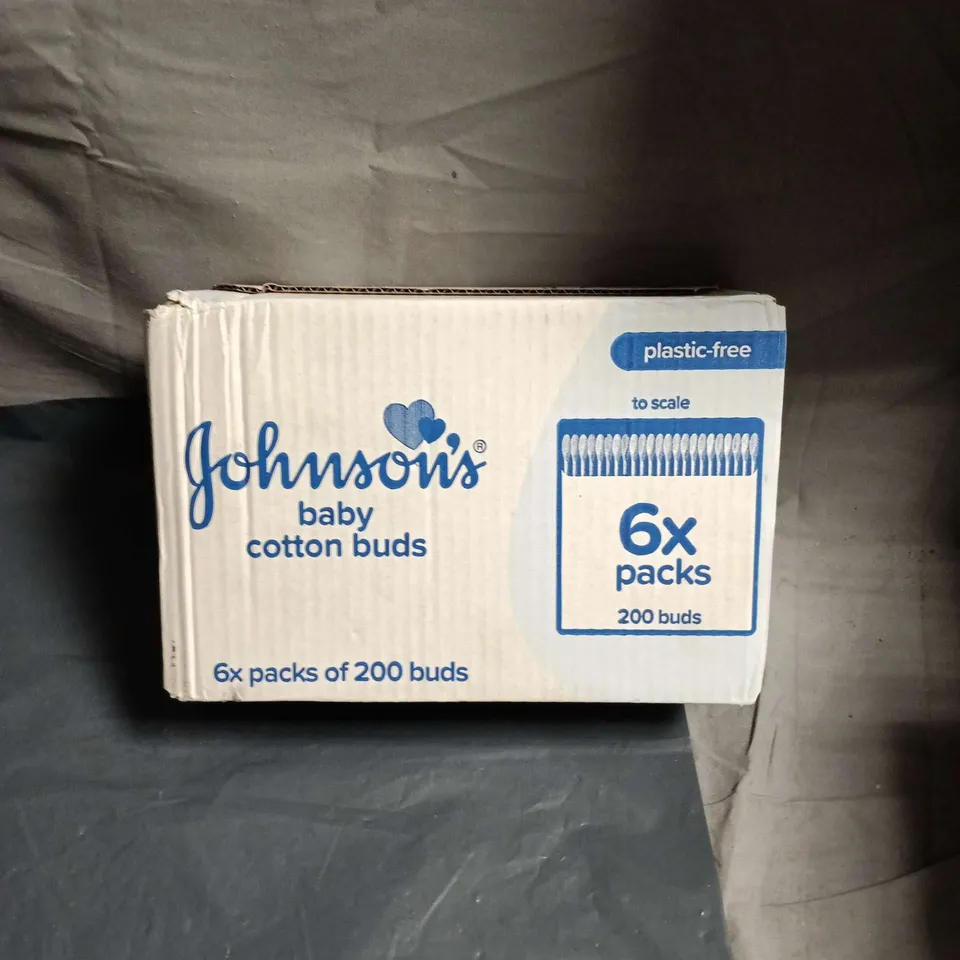 plastic-free
to scale
Johnson's®
baby
cotton buds
6x
packs
200 buds
6x packs of 200 buds